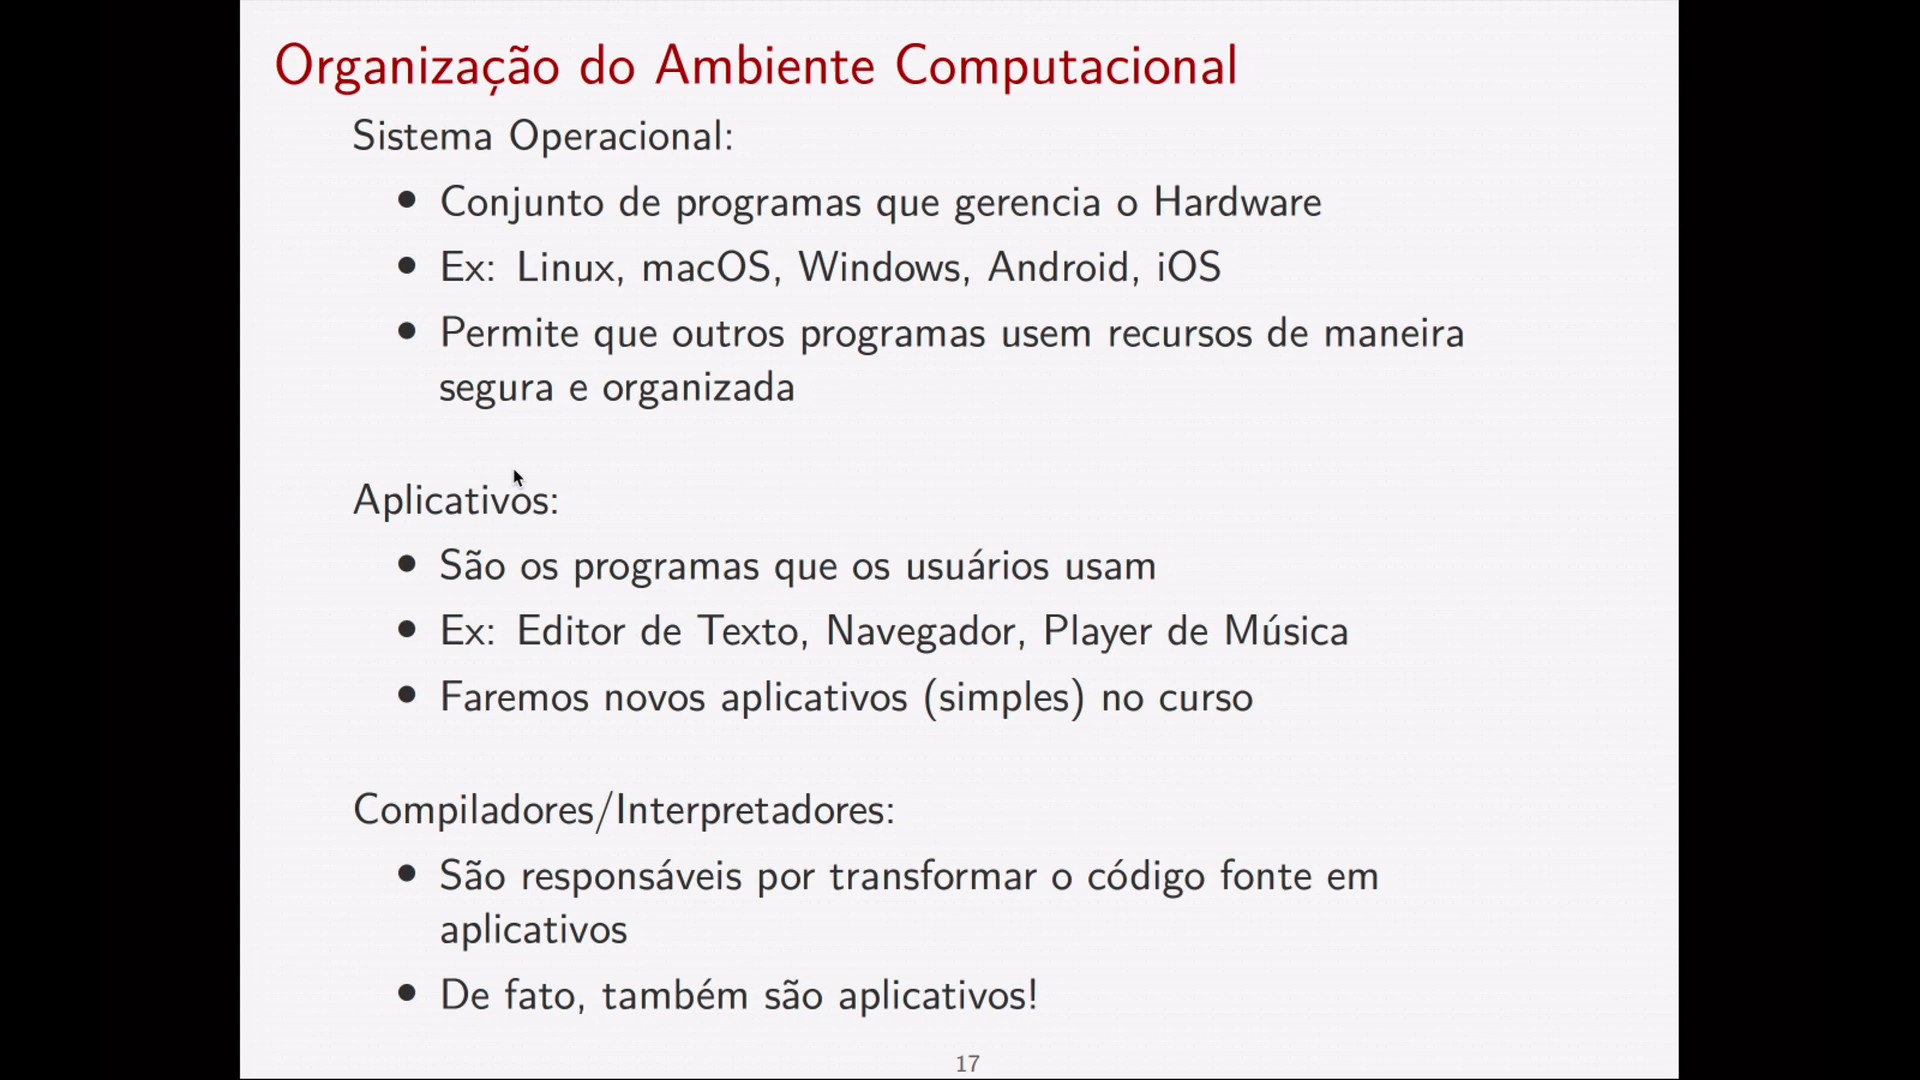 Organização do Ambiente Computacional
Sistema Operacional:
• Conjunto de programas que gerencia o Hardware
• Ex: Linux, macOS, Windows, Android, iOS
• Permite que outros programas usem recursos de maneira
segura e organizada
Aplicativos:
• São os programas que os usuários usam
• Ex: Editor de Texto, Navegador, Player de Música
• Faremos novos aplicativos (simples) no curso
Compiladores/Interpretadores:
• São responsáveis por transformar o código fonte em
aplicativos
• De fato, também são aplicativos!
17